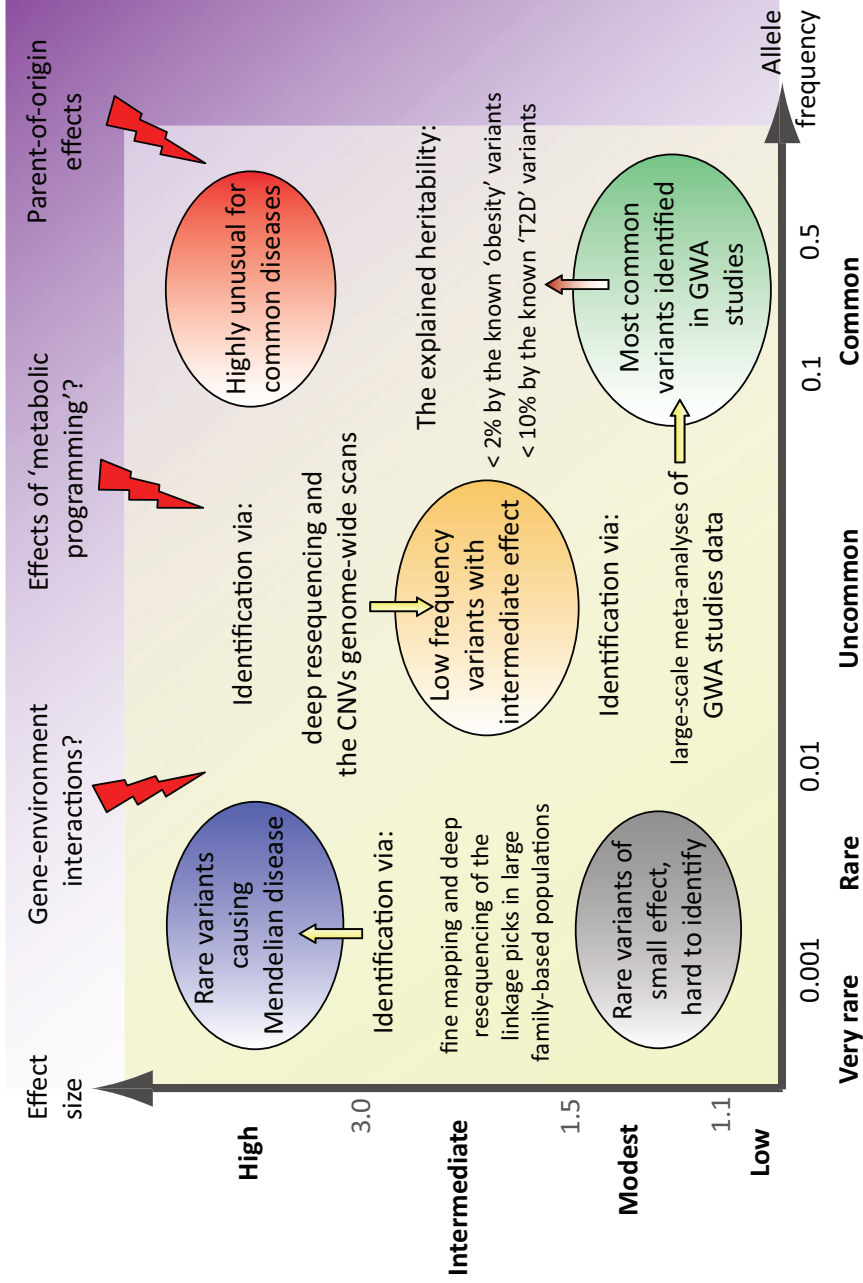 Effect
size
Gene-environment
interactions?
Effects of ‘metabolic
programming’?
Parent-of-origin
effects
High
3.0
Intermediate
1.5
Modest
1.1
Low
Rare variants
causing
Mendelian disease
Identification via:
fine mapping and deep
resequencing of the
linkage picks in large
family-based populations
Rare variants of
small effect,
hard to identify
Identification via:
deep resequencing and
the CNVs genome-wide scans
Low frequency
variants with
intermediate effect
Identification via:
large-scale meta-analyses of
GWA studies data
Highly unusual for
common diseases
The explained heritability:
< 2% by the known ‘obesity’ variants
< 10% by the known ‘T2D’ variants
Most common
variants identified
in GWA
studies
Allele
frequency
0.001
0.01
0.1
0.5
Very rare
Rare
Uncommon
Common